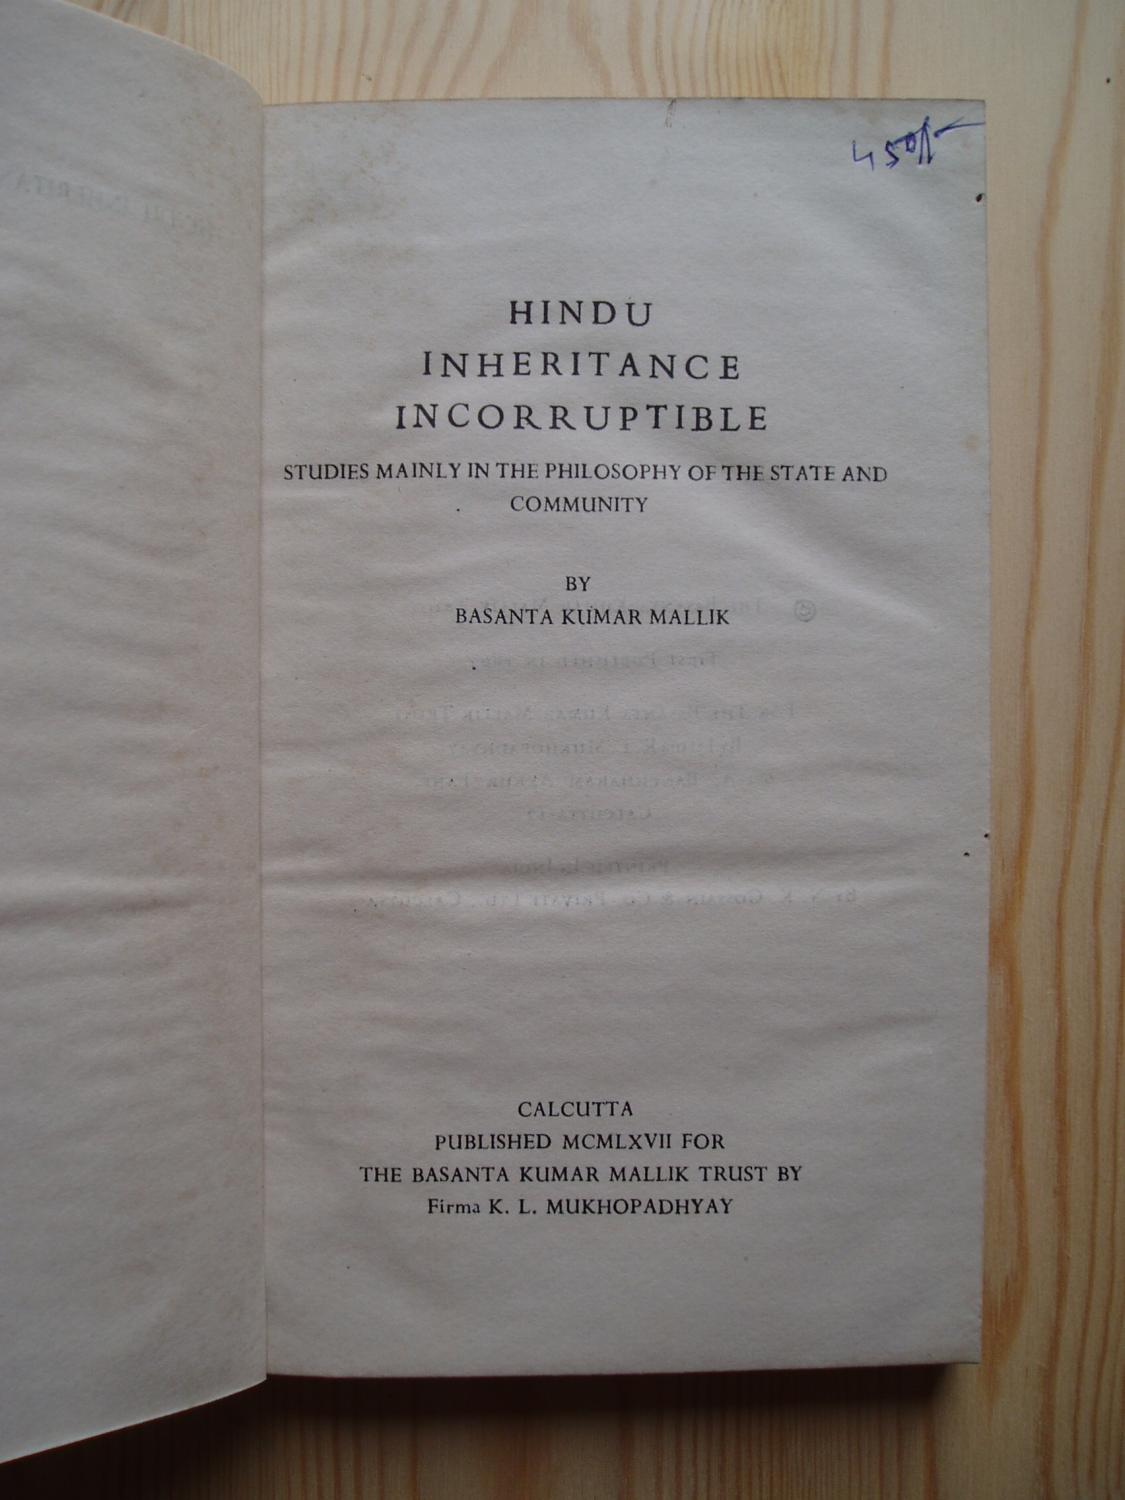 HINDU
INHERITANCE
INCORRUPTIBLE
STUDIES MAINLY IN THE PHILOSOPHY OF THE STATE AND
COMMUNITY
BY
BASANTA KUMAR MALLIK
CALCUTTA
PUBLISHED MCMLXVII FOR
THE BASANTA KUMAR MALLIK TRUST BY
Firma K. L. MUKHOPADHYAY